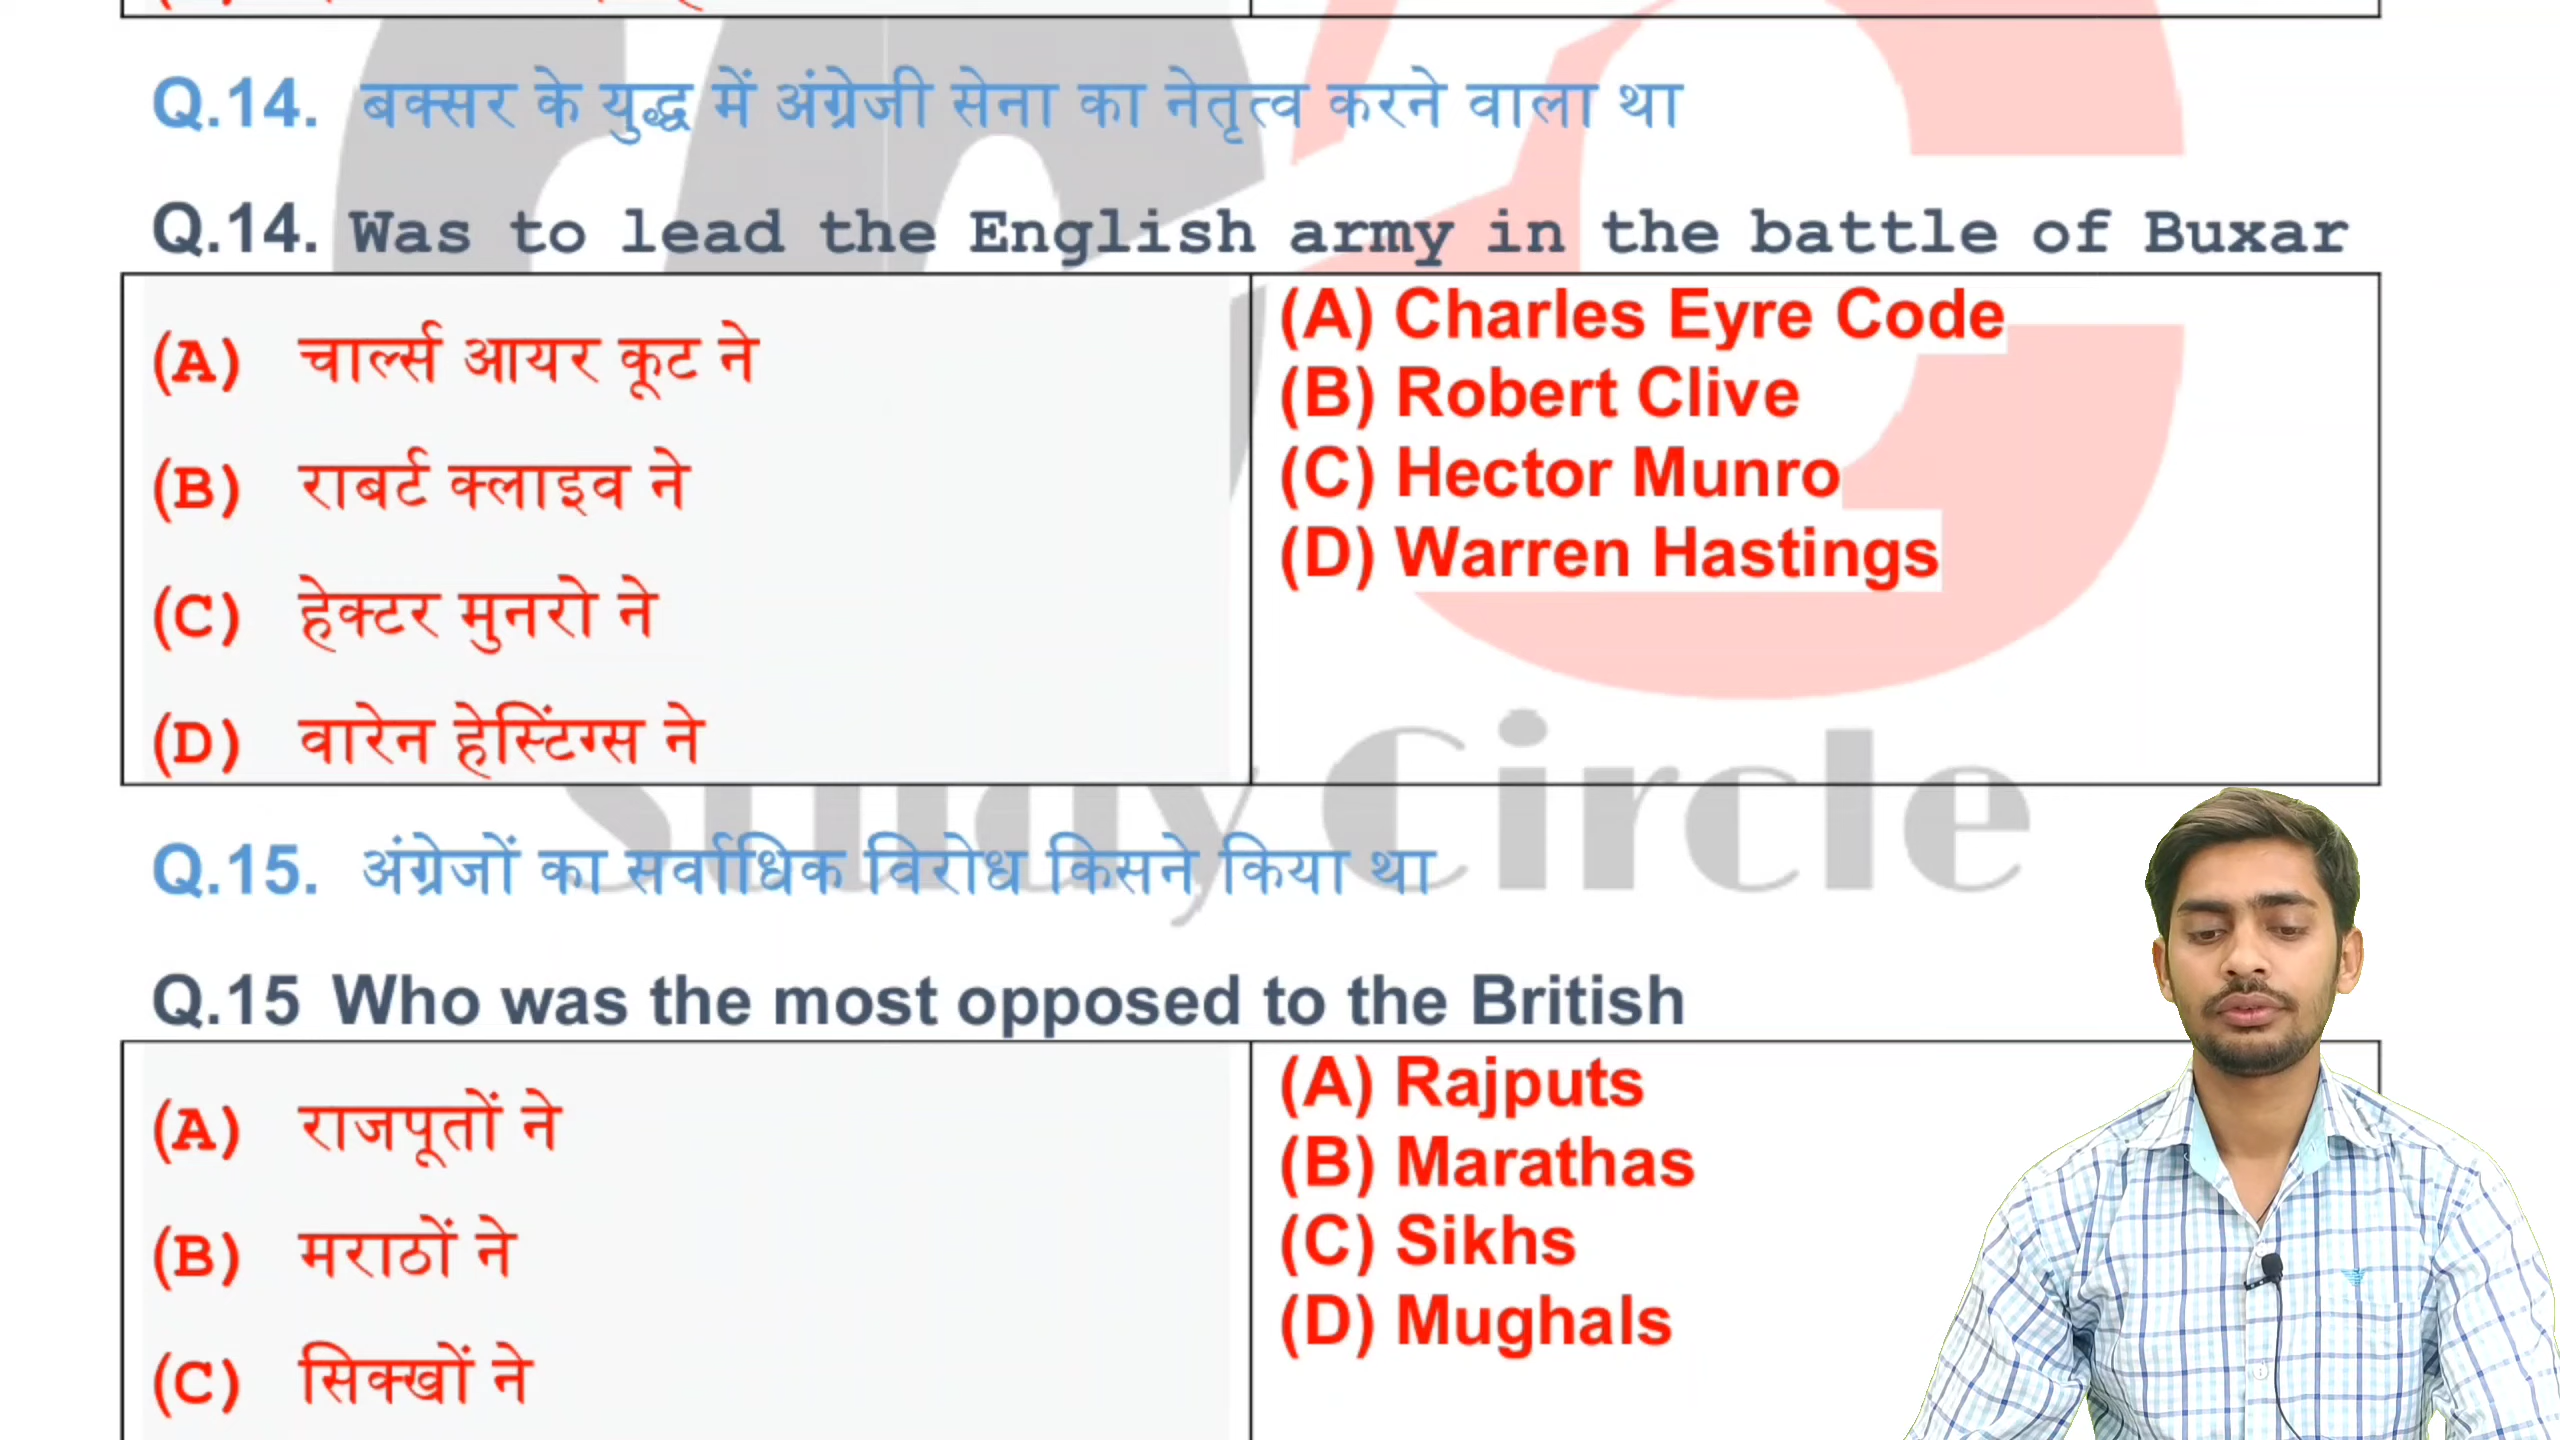 Q.14. बक्सर के युद्ध में अंग्रेजी सेना का नेतृत्व करने वाला था
Q.14. Was to lead the English army in the battle of Buxar
(A) चार्ल्स आयर कूट ने
(B) राबर्ट क्लाइव ने
(C) हेक्टर मुनरो ने
(D) वारेन हेस्टिंग्स ने
(A) Charles Eyre Code
(B) Robert Clive
(C) Hector Munro
(D) Warren Hastings
Study Circle
Q.15. अंग्रेजों का सर्वाधिक विरोध किसने किया था
Q.15 Who was the most opposed to the British
(A) राजपूतों ने
(B) मराठों ने
(C) सिक्खों ने
(A) Rajputs
(B) Marathas
(C) Sikhs
(D) Mughals